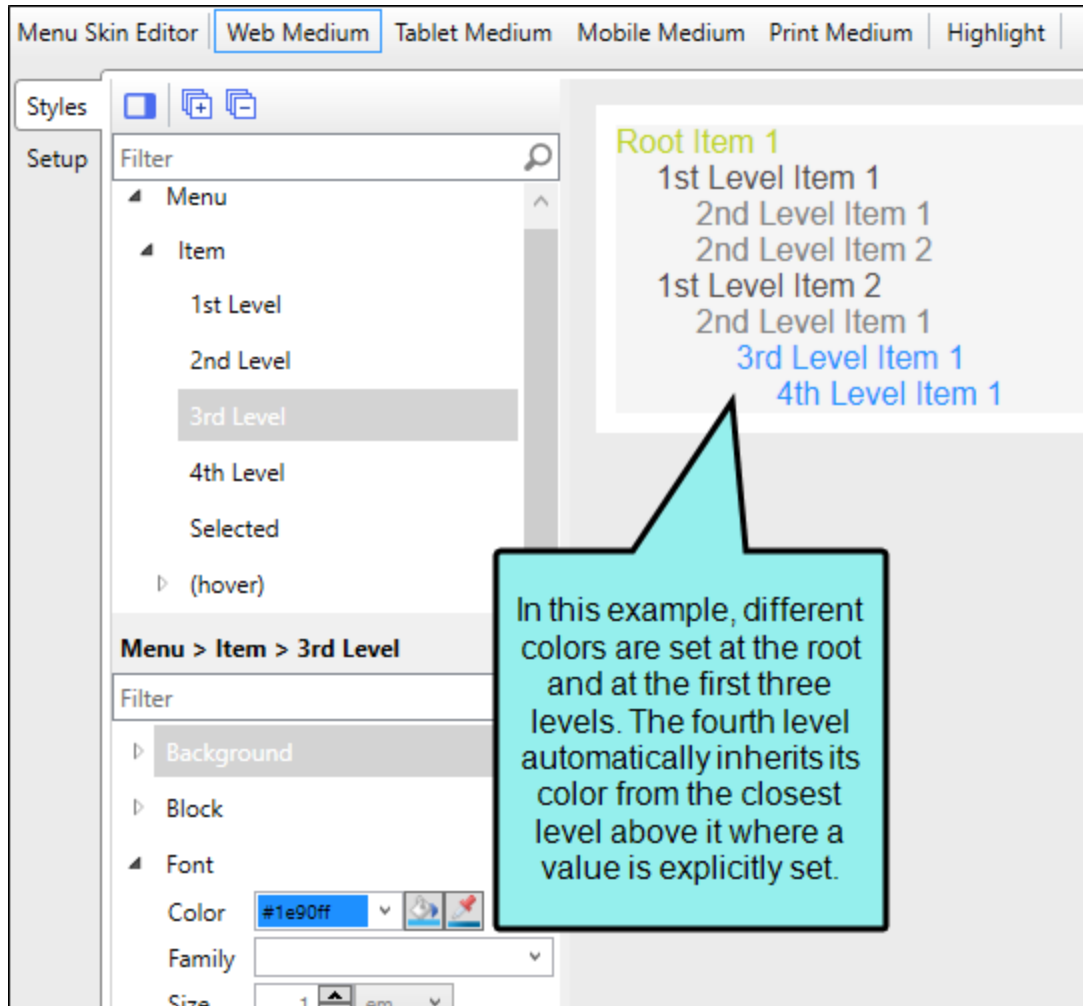 Menu Skin Editor Web Medium Tablet Medium Mobile Medium Print Medium Highlight
Styles
Setup
Filter
Menu
Item
1st Level
2nd Level
3rd Level
4th Level
Selected
(hover)
Menu > Item > 3rd Level
Filter
Background
Block
Font
Color #1e90ff
Family
Size 1 em
Root Item 1
1st Level Item 1
2nd Level Item 1
2nd Level Item 2
1st Level Item 2
2nd Level Item 1
3rd Level Item 1
4th Level Item 1
In this example, different
colors are set at the root
and at the first three
levels. The fourth level
automatically inherits its
color from the closest
level above it where a
value is explicitly set.